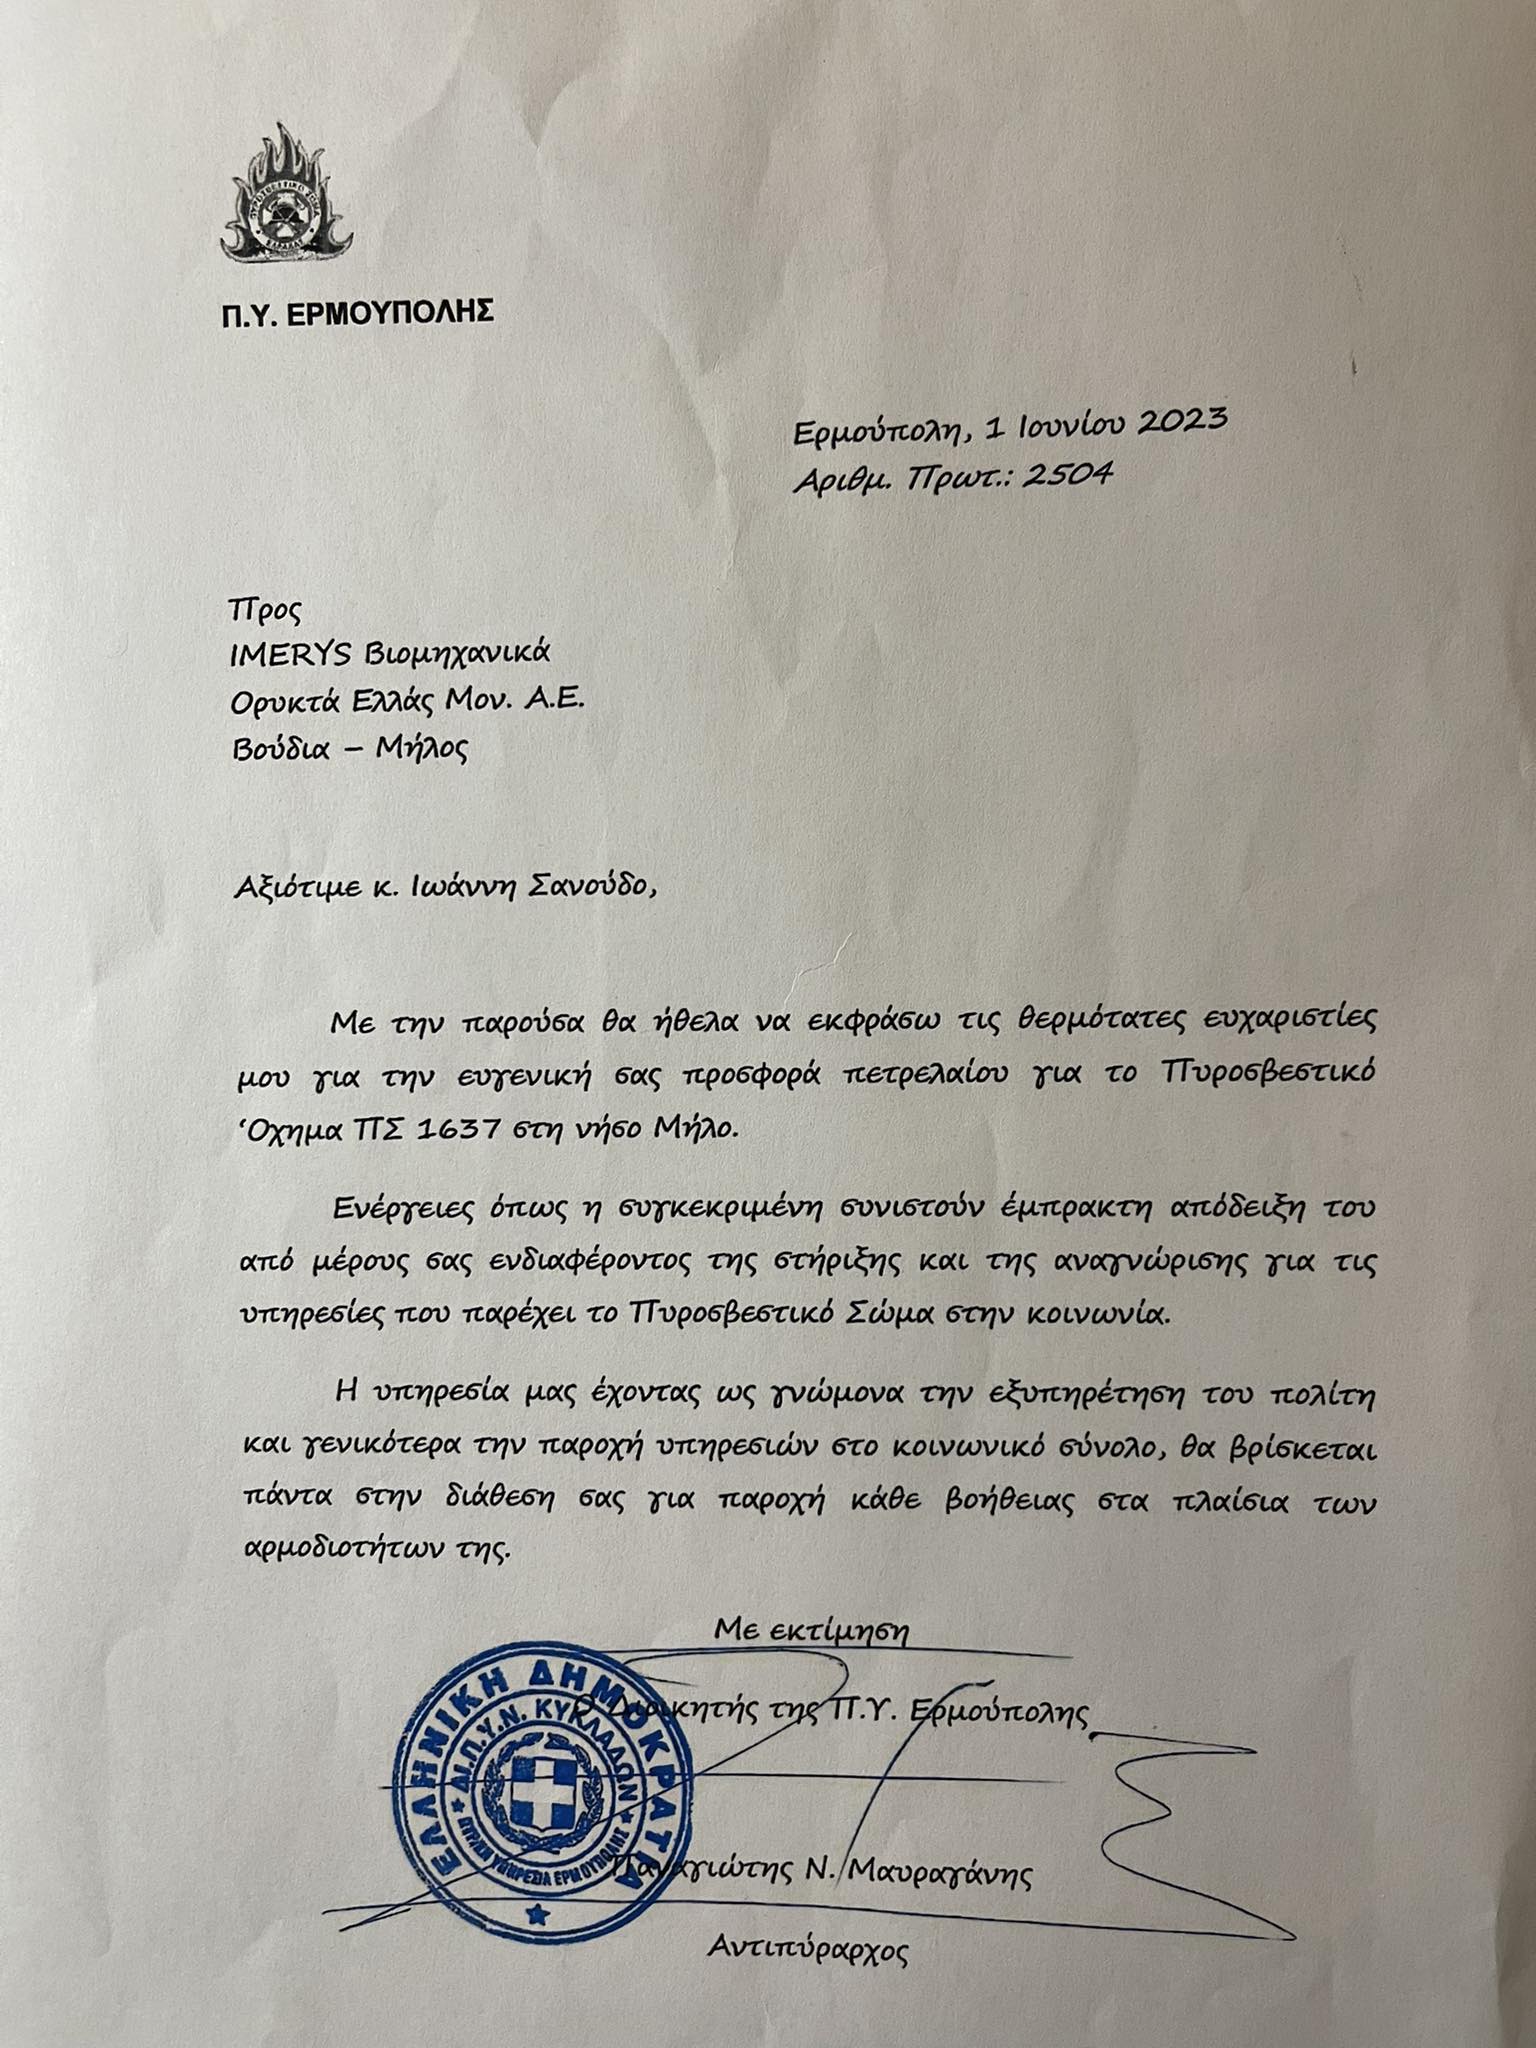 Π.Υ. ΕΡΜΟΥΠΟΛΗΣ
Ερμούπολη, 1 Ιουνίου 2023
Αριθμ. Πρωτ.: 2504
Προς
IMERYS Βιομηχανικά
Ορυκτά Ελλάς Μον. Α.Ε.
Βούδια – Μήλος
Αξιότιμε κ. Ιωάννη Σανούδο,
Με την παρούσα θα ήθελα να εκφράσω τις θερμότατες ευχαριστίες
μου για την ευγενική σας προσφορά πετρελαίου για το Πυροσβεστικό
‘Οχημα ΠΣ 1637 στη νήσο Μήλο.
Ενέργειες όπως η συγκεκριμένη συνιστούν έμπρακτη απόδειξη του
από μέρους σας ενδιαφέροντος της στήριξης και της αναγνώρισης για τις
υπηρεσίες που παρέχει το Πυροσβεστικό Σώμα στην κοινωνία.
Η υπηρεσία μας έχοντας ως γνώμονα την εξυπηρέτηση του πολίτη
και γενικότερα την παροχή υπηρεσιών στο κοινωνικό σύνολο, θα βρίσκεται
πάντα στην διάθεση σας για παροχή κάθε βοήθειας στα πλαίσια των
αρμοδιοτήτων της.
Με εκτίμηση
Ο Διοικητής της Π.Υ. Ερμούπολης
ΕΛΛΗΝΙΚΗ ΔΗΜΟΚΡΑΤΙΑ
ΔΙ.Π.Υ.Ν. ΚΥΚΛΑΔΩΝ
ΥΠΗΡΕΣΙΑ ΕΡΜΟΥΠΟΛΗΣ
Παναγιώτης Ν. Μαυραγάνης
Αντιπύραρχος